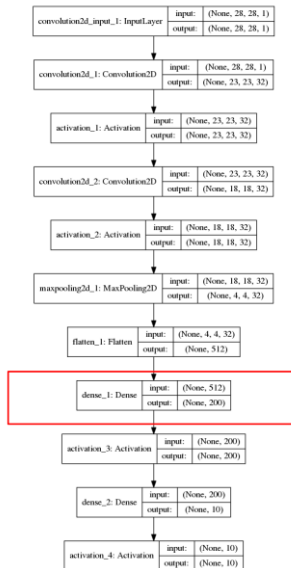 convolution2d_input_1: InputLayer input: (None, 28, 28, 1)
output: (None, 28, 28, 1)
convolution2d_1: Convolution2D input: (None, 28, 28, 1)
output: (None, 23, 23, 32)
activation_1: Activation input: (None, 23, 23, 32)
output: (None, 23, 23, 32)
convolution2d_2: Convolution2D input: (None, 23, 23, 32)
output: (None, 18, 18, 32)
activation_2: Activation input: (None, 18, 18, 32)
output: (None, 18, 18, 32)
maxpooling2d_1: MaxPooling2D input: (None, 18, 18, 32)
output: (None, 4, 4, 32)
flatten_1: Flatten input: (None, 4, 4, 32)
output: (None, 512)
dense_1: Dense input: (None, 512)
output: (None, 200)
activation_3: Activation input: (None, 200)
output: (None, 200)
dense_2: Dense input: (None, 200)
output: (None, 10)
activation_4: Activation input: (None, 10)
output: (None, 10)